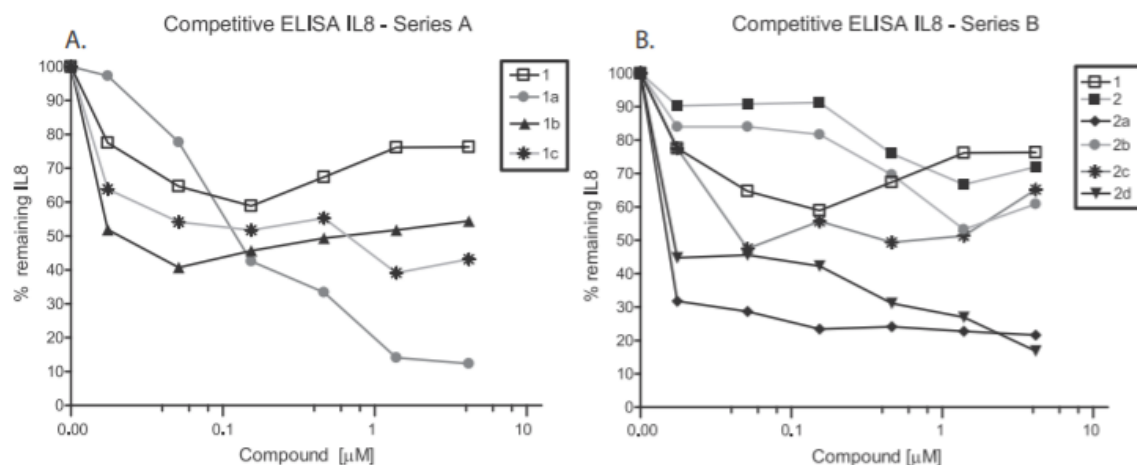 Competitive ELISA IL8 - Series A
A.
% remaining IL8
100
90
80
70
60
50
40
30
20
10
0
0.00
0.1
1
10
Compound [μM]
1
1a
1b
1c
Competitive ELISA IL8 - Series B
B.
% remaining IL8
100
90
80
70
60
50
40
30
20
10
0
0.00
0.1
1
10
Compound [μM]
1
2
2a
2b
2c
2d